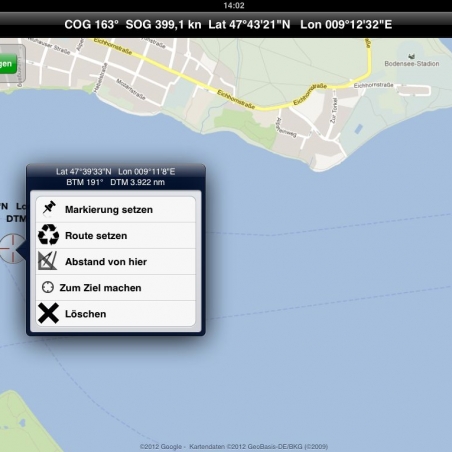 14:02
COG 163° SOG 399,1 kn Lat 47°43'21"N Lon 009°12'32"E
gen
Eichhornstraße
Eichhornstraße
Eichhornstraße
Eichhornstraße
Zur Torkel
Bodensee-Stadion
Lat 47°39'33"N Lon 009°11'8"E
BTM 191° DTM 3.922 nm
Markierung setzen
"N Lo
Route setzen
DTM
Abstand von hier
Zum Ziel machen
Löschen
©2012 Google - Kartendaten ©2012 GeoBasis-DE/BKG (©2009)